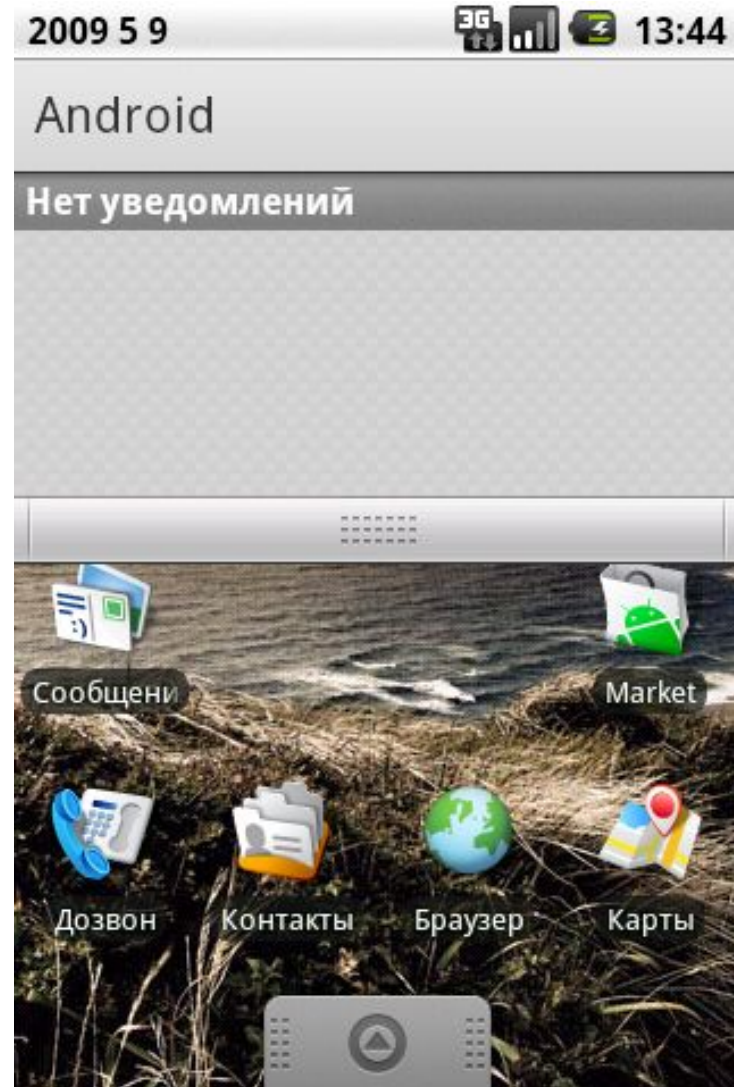 2009 5 9 3G 13:44
Android
Нет уведомлений
Сообщени Market
Дозвон Контакты Браузер Карты